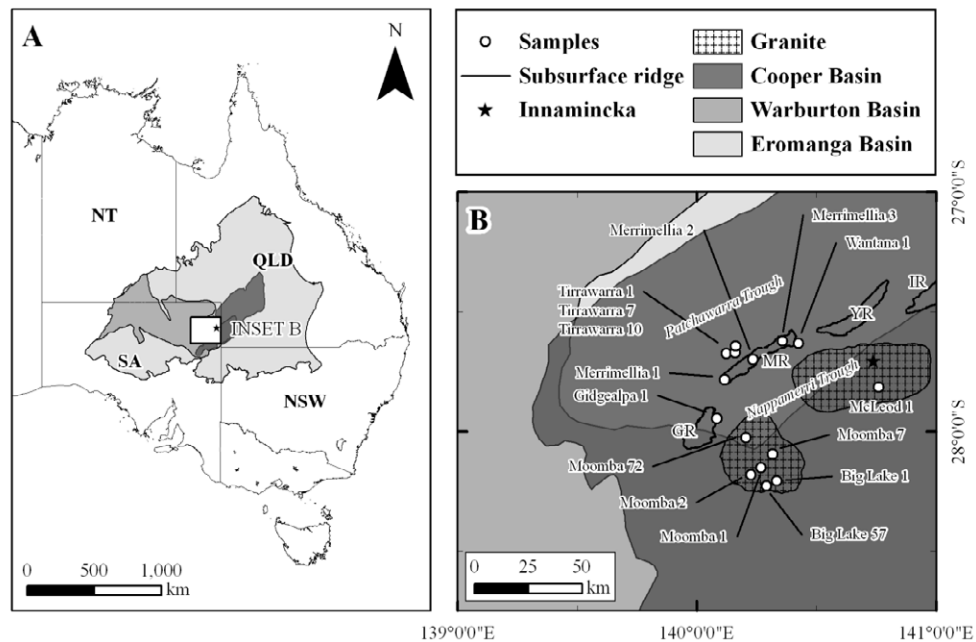 A
N
NT
QLD
INSET B
SA
NSW
0 500 1,000
km
Samples
Subsurface ridge
Innamincka
Granite
Cooper Basin
Warburton Basin
Eromanga Basin
B
Merrimellia 2
Merrimellia 3
Wantana 1
Tirrawarra 1
Tirrawarra 7
Tirrawarra 10
Patchawarra Trough
IR
YR
MR
Merrimellia 1
Gidgealpa 1
Nappamerri Trough
McLeod 1
GR
Moomba 7
Moomba 72
Big Lake 1
Moomba 2
Moomba 1
Big Lake 57
0 25 50
km
27°0'0"S
28°0'0"S
139°0'0"E
140°0'0"E
141°0'0"E